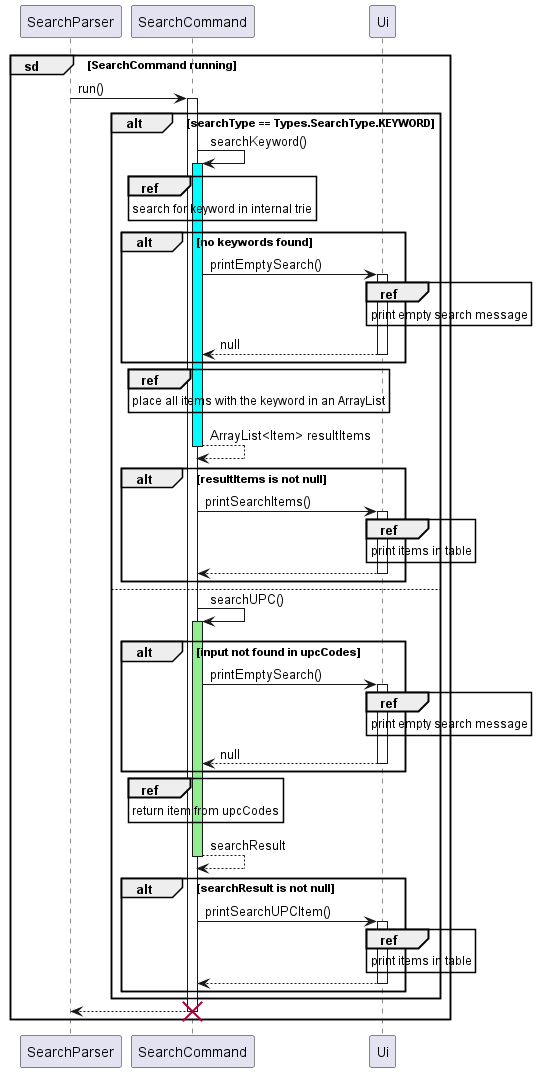 SearchParser SearchCommand Ui
sd [SearchCommand running]
run()
alt [searchType == Types.SearchType.KEYWORD]
searchKeyword()
ref
search for keyword in internal trie
alt [no keywords found]
printEmptySearch()
ref
print empty search message
null
ref
place all items with the keyword in an ArrayList
ArrayList<Item> resultItems
alt [resultItems is not null]
printSearchItems()
ref
print items in table
searchUPC()
alt [input not found in upcCodes]
printEmptySearch()
ref
print empty search message
null
ref
return item from upcCodes
searchResult
alt [searchResult is not null]
printSearchUPCItem()
ref
print items in table
SearchParser SearchCommand Ui